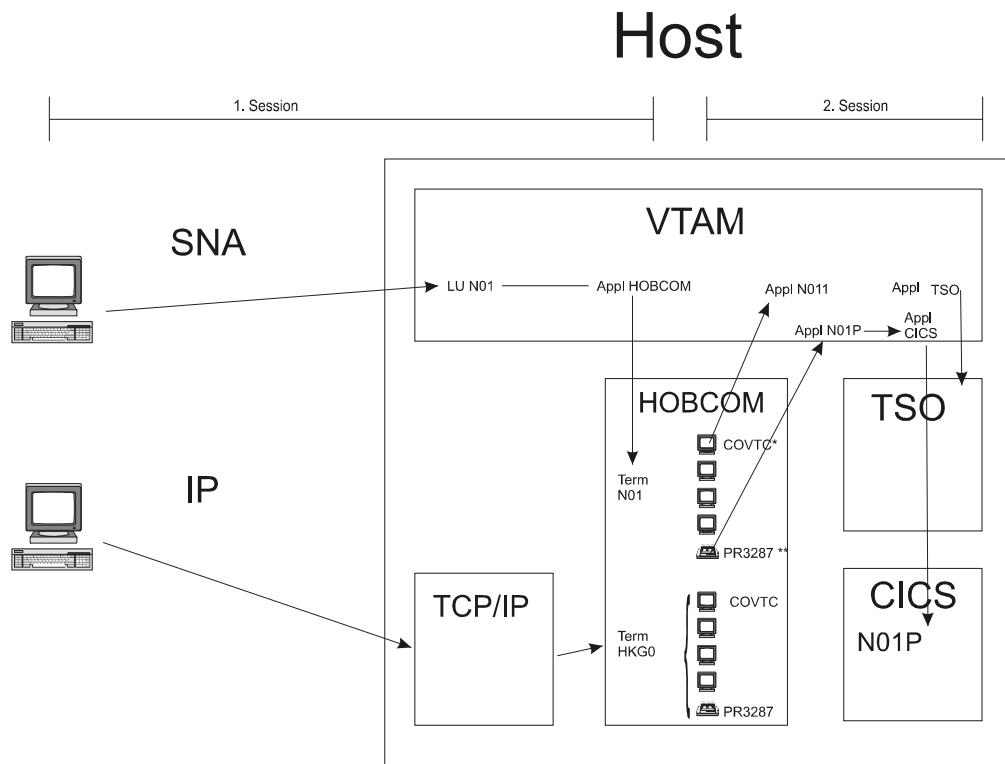 Host
1. Session
2. Session
VTAM
SNA
LU N01
Appl HOBCOM
Appl N011
Appl TSO
Appl N01P
Appl
CICS
HOBCOM
TSO
COVTC*
IP
Term
N01
PR3287 **
TCP/IP
CICS
COVTC
Term
HKG0
N01P
PR3287